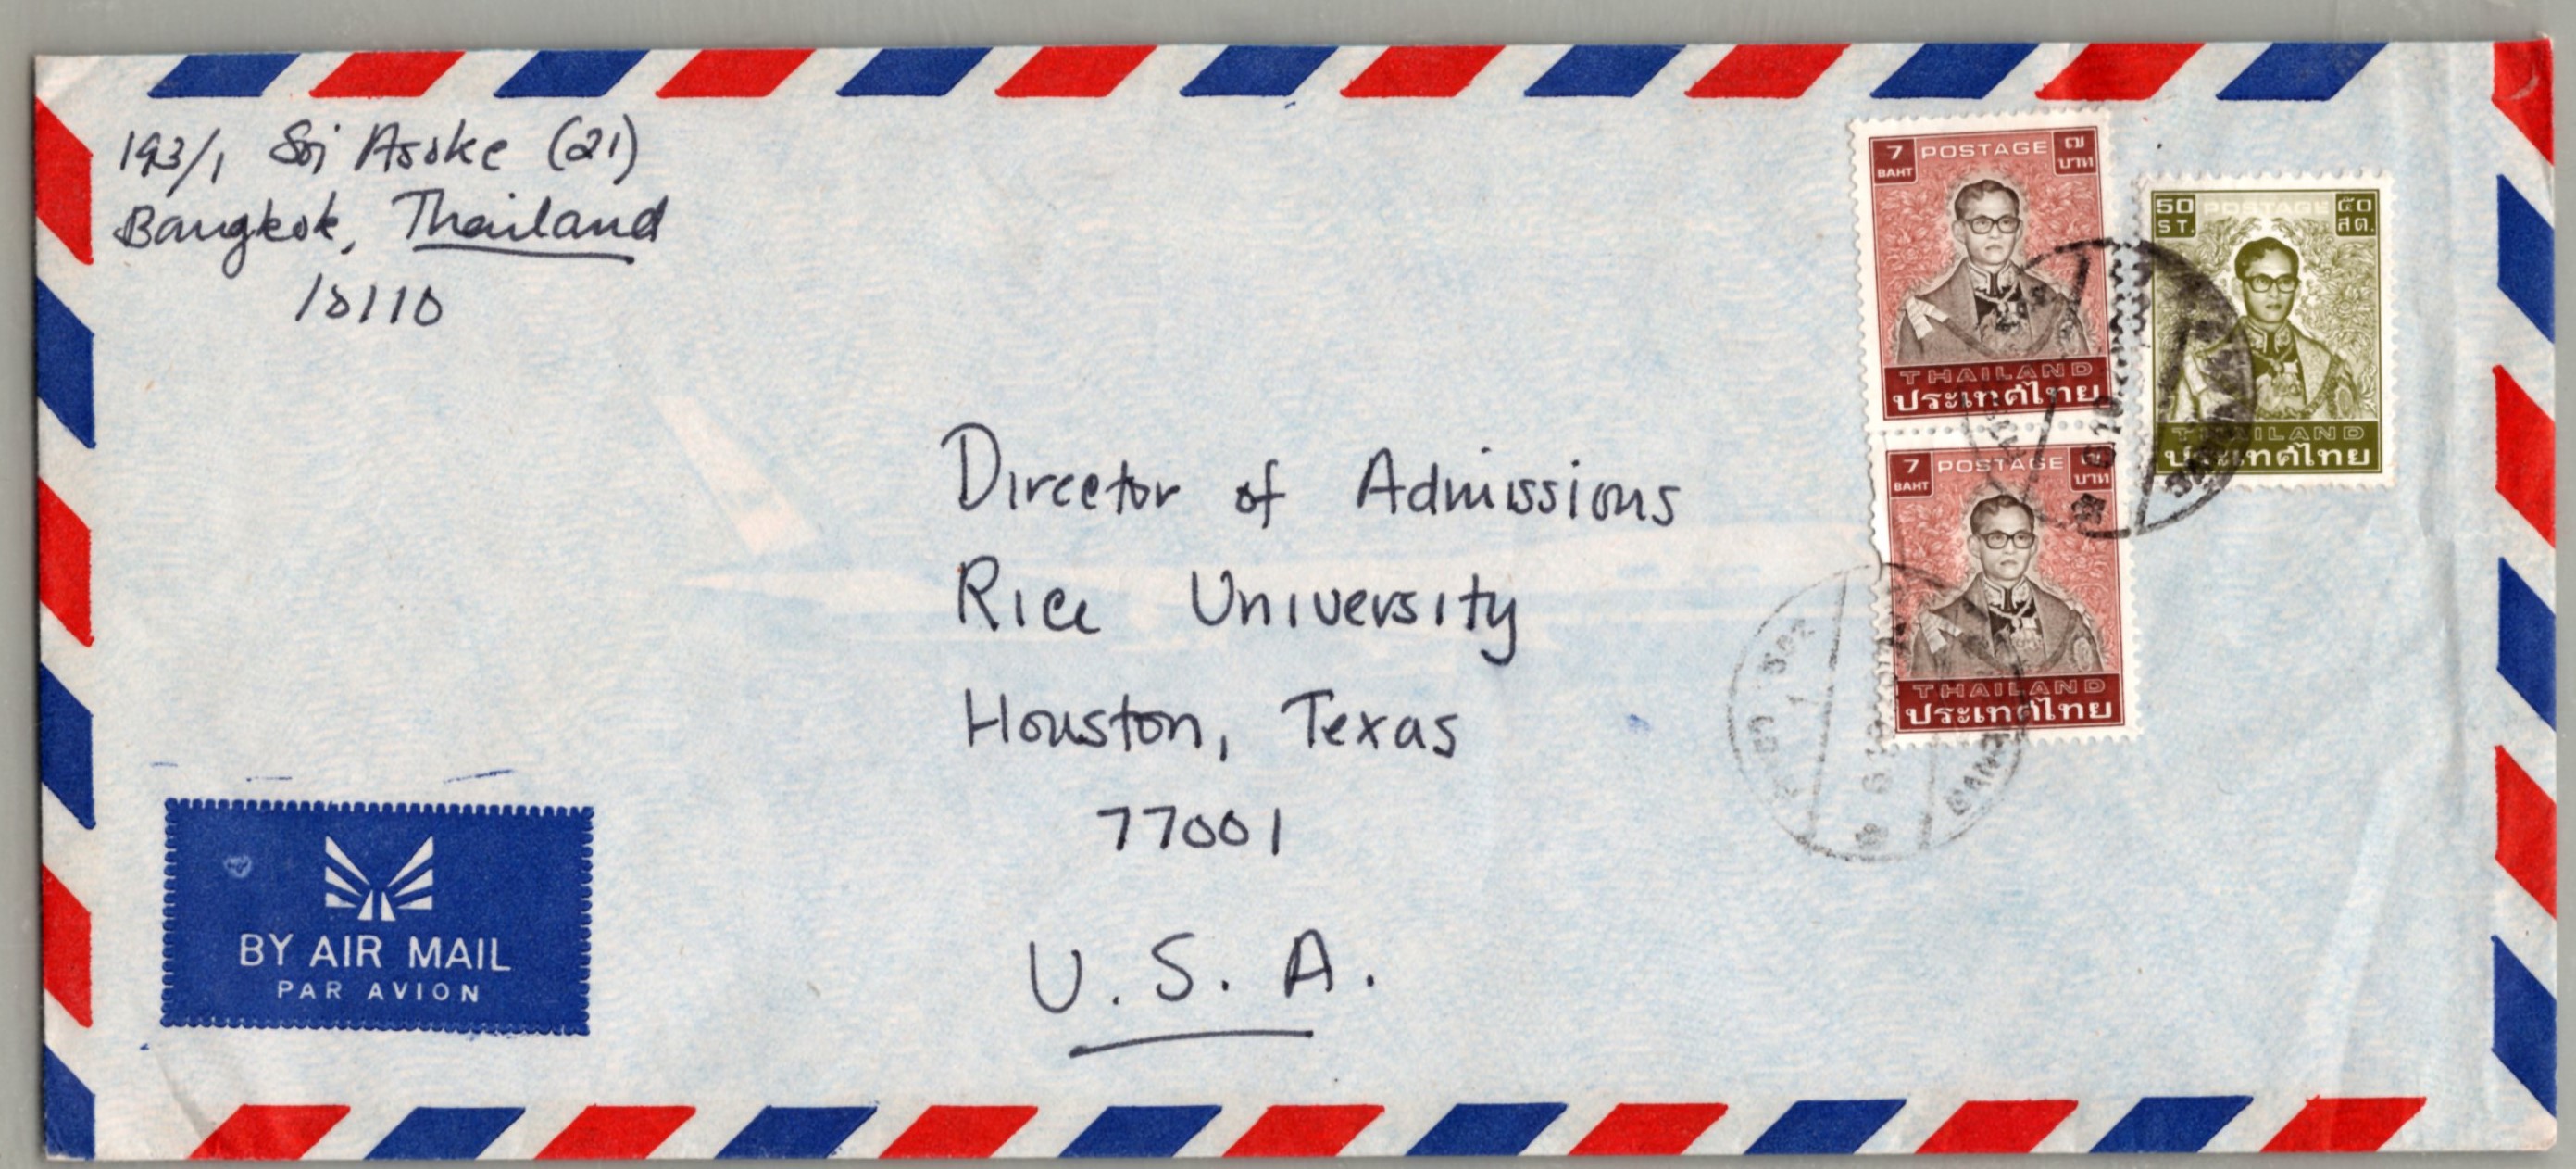 193/1 Soi Asoke (21)
Bangkok, Thailand
10110
7 POSTAGE ๗
BAHT บาท
THAILAND
ประเทศไทย
50 POSTAGE ๕๐
ST. สต.
THAILAND
ประเทศไทย
7 POSTAGE ๗
BAHT บาท
THAILAND
ประเทศไทย
Director of Admissions
Rice University
Houston, Texas
77001
U.S.A.
BY AIR MAIL
PAR AVION